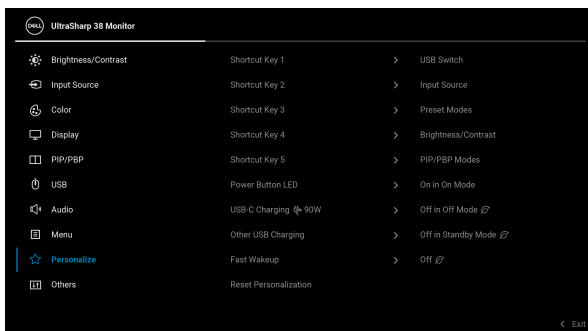 DELL UltraSharp 38 Monitor
Brightness/Contrast Shortcut Key 1 > USB Switch
Input Source Shortcut Key 2 > Input Source
Color Shortcut Key 3 > Preset Modes
Display Shortcut Key 4 > Brightness/Contrast
PIP/PBP Shortcut Key 5 > PIP/PBP Modes
USB Power Button LED > On in On Mode
Audio USB-C Charging 90W > Off in Off Mode
Menu Other USB Charging > Off in Standby Mode
Personalize Fast Wakeup > Off
Others Reset Personalization
< Exit